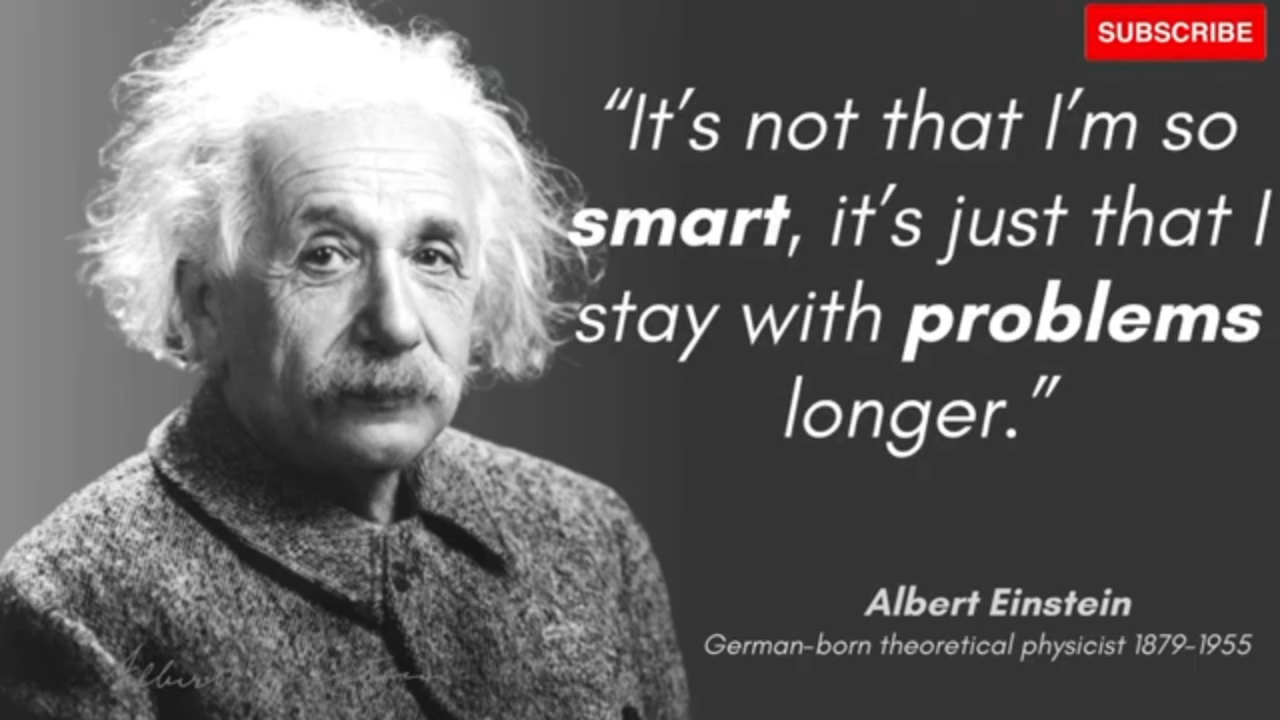 SUBSCRIBE
“It’s not that I’m so
smart, it’s just that I
stay with problems
longer.”
Albert Einstein
German-born theoretical physicist 1879-1955